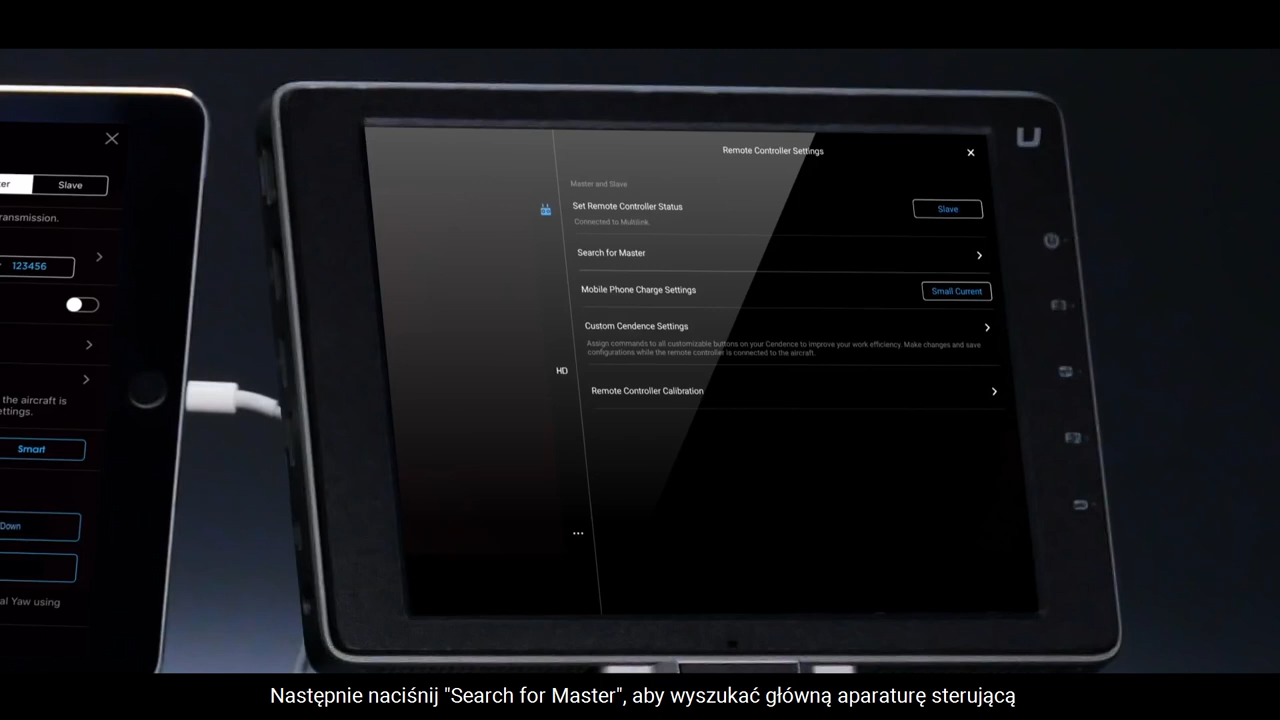 Slave
ransmission.
123456
the aircraft is
ettings.
Smart
Down
al Yaw using
Remote Controller Settings
Master and Slave
Set Remote Controller Status
Slave
Connected to Multilink.
Search for Master
Mobile Phone Charge Settings
Small Current
Custom Cendence Settings
Assign commands to all customizable buttons on your Cendence to improve your work efficiency. Make changes and save
configurations while the remote controller is connected to the aircraft.
HD
Remote Controller Calibration
Następnie naciśnij "Search for Master", aby wyszukać główną aparaturę sterującą